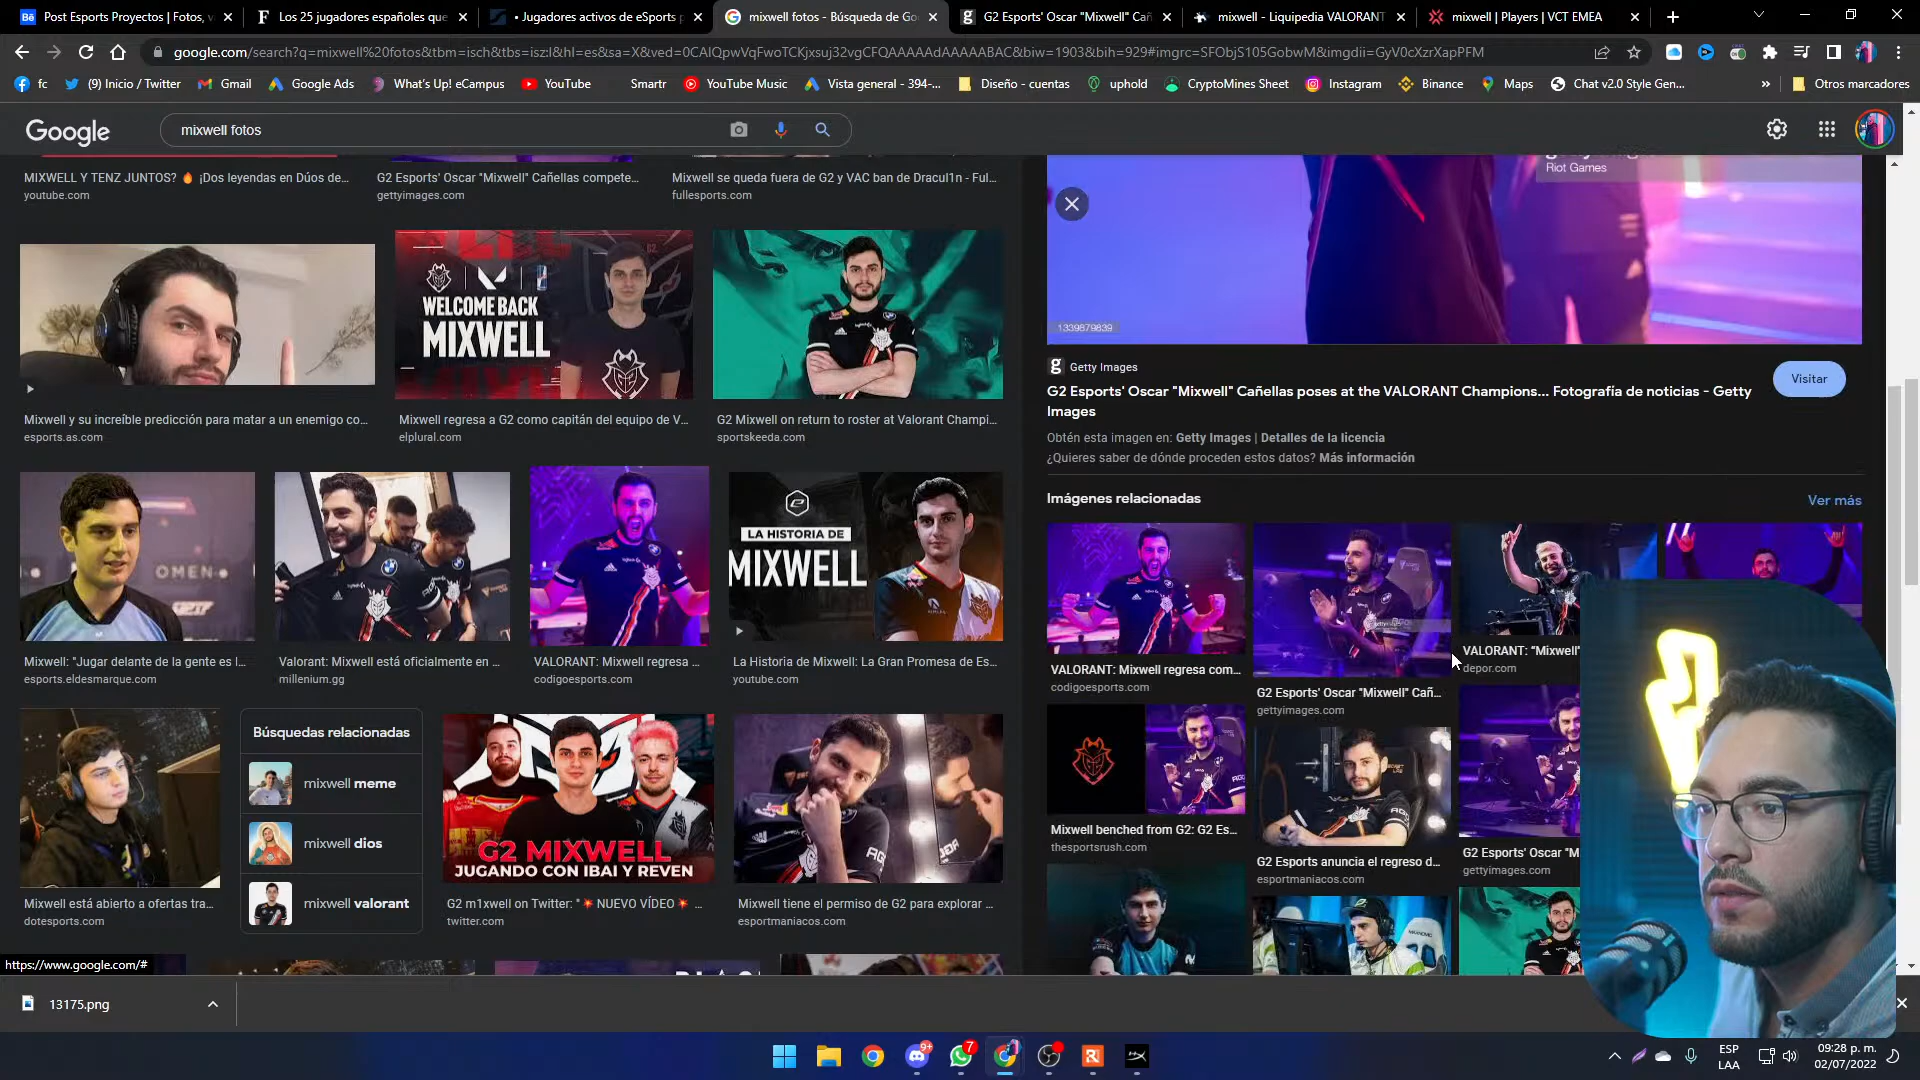 Post Esports Proyectos | Fotos, v
Los 25 jugadores españoles que
• Jugadores activos de eSports p
mixwell fotos - Búsqueda de Go
G2 Esports' Oscar "Mixwell" Cañ
mixwell - Liquipedia VALORANT
mixwell | Players | VCT EMEA
google.com/search?q=mixwell%20fotos&tbm=isch&tbs=isz:l&hl=es&sa=X&ved=0CAIQpwVqFwoTCKjxsuj32vgCFQAAAAAdAAAAABAC&biw=1903&bih=929#imgrc=SFObjS105GobwM&imgdii=GyV0cXzrXapPFM
fc
(9) Inicio / Twitter
Gmail
Google Ads
What's Up! eCampus
YouTube
Smartr
YouTube Music
Vista general - 394-...
Diseño - cuentas
uphold
CryptoMines Sheet
Instagram
Binance
Maps
Chat v2.0 Style Gen...
»
Otros marcadores
Google
mixwell fotos
MIXWELL Y TENZ JUNTOS? 🔥 ¡Dos leyendas en Dúos de...
youtube.com
G2 Esports' Oscar "Mixwell" Cañellas compete...
gettyimages.com
Mixwell se queda fuera de G2 y VAC ban de Dracul1n - Ful...
fullesports.com
Riot Games
1339879839
WELCOME BACK
MIXWELL
Mixwell y su increíble predicción para matar a un enemigo co...
esports.as.com
Mixwell regresa a G2 como capitán del equipo de V...
elplural.com
G2 Mixwell on return to roster at Valorant Champi...
sportskeeda.com
Getty Images
G2 Esports' Oscar "Mixwell" Cañellas poses at the VALORANT Champions... Fotografía de noticias - Getty
Images
Visitar
Obtén esta imagen en: Getty Images | Detalles de la licencia
¿Quieres saber de dónde proceden estos datos? Más información
Imágenes relacionadas
Ver más
OMEN
LA HISTORIA DE
MIXWELL
Mixwell: "Jugar delante de la gente es l...
esports.eldesmarque.com
Valorant: Mixwell está oficialmente en ...
millenium.gg
VALORANT: Mixwell regresa ...
codigoesports.com
La Historia de Mixwell: La Gran Promesa de Es...
youtube.com
VALORANT: Mixwell regresa com...
codigoesports.com
G2 Esports' Oscar "Mixwell" Cañ...
gettyimages.com
VALORANT: "Mixwell"
depor.com
Búsquedas relacionadas
mixwell meme
mixwell dios
mixwell valorant
G2 MIXWELL
JUGANDO CON IBAI Y REVEN
Mixwell está abierto a ofertas tra...
dotesports.com
G2 m1xwell on Twitter: "💥NUEVO VÍDEO💥 ...
twitter.com
Mixwell tiene el permiso de G2 para explorar ...
esportmaniacos.com
Mixwell benched from G2: G2 Es...
thesportsrush.com
G2 Esports anuncia el regreso d...
esportmaniacos.com
G2 Esports' Oscar "M
gettyimages.com
https://www.google.com/#
13175.png
9+
7
ESP
LAA
09:28 p. m.
02/07/2022